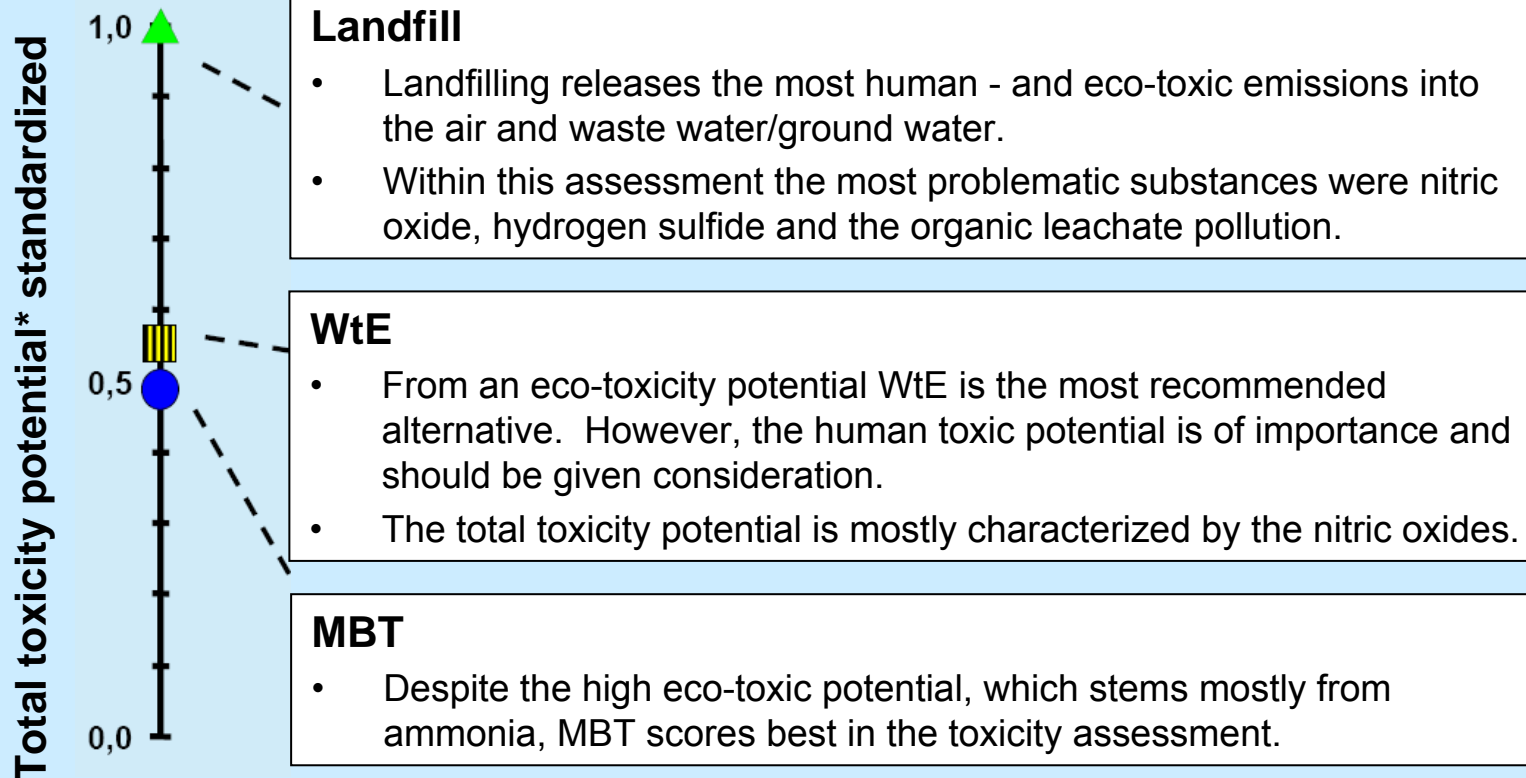 Total toxicity potential* standardized
1,0
0,5
0,0
Landfill
• Landfilling releases the most human - and eco-toxic emissions into
the air and waste water/ground water.
• Within this assessment the most problematic substances were nitric
oxide, hydrogen sulfide and the organic leachate pollution.
WtE
• From an eco-toxicity potential WtE is the most recommended
alternative.  However, the human toxic potential is of importance and
should be given consideration.
• The total toxicity potential is mostly characterized by the nitric oxides.
MBT
• Despite the high eco-toxic potential, which stems mostly from
ammonia, MBT scores best in the toxicity assessment.